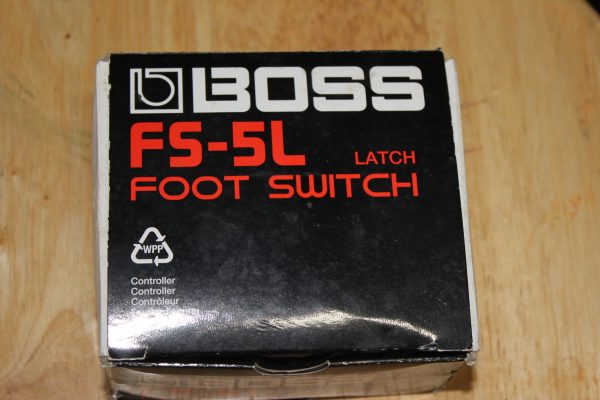 BOSS
FS-5L LATCH
FOOT SWITCH
WPP
Controller
Controller
Contrôleur